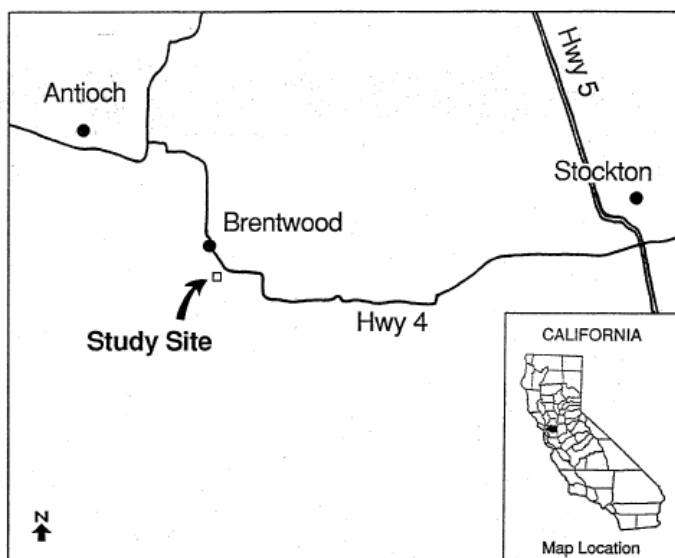 Hwy 5
Antioch
Stockton
Brentwood
Study Site
Hwy 4
CALIFORNIA
N
Map Location